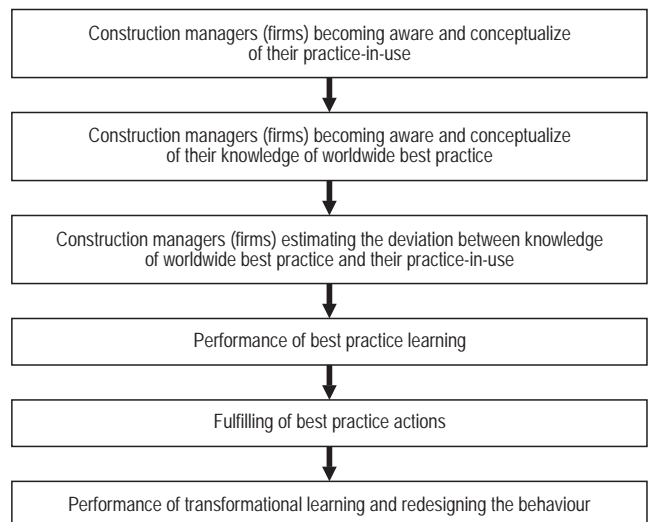 Construction managers (firms) becoming aware and conceptualize
of their practice-in-use
Construction managers (firms) becoming aware and conceptualize
of their knowledge of worldwide best practice
Construction managers (firms) estimating the deviation between knowledge
of worldwide best practice and their practice-in-use
Performance of best practice learning
Fulfilling of best practice actions
Performance of transformational learning and redesigning the behaviour